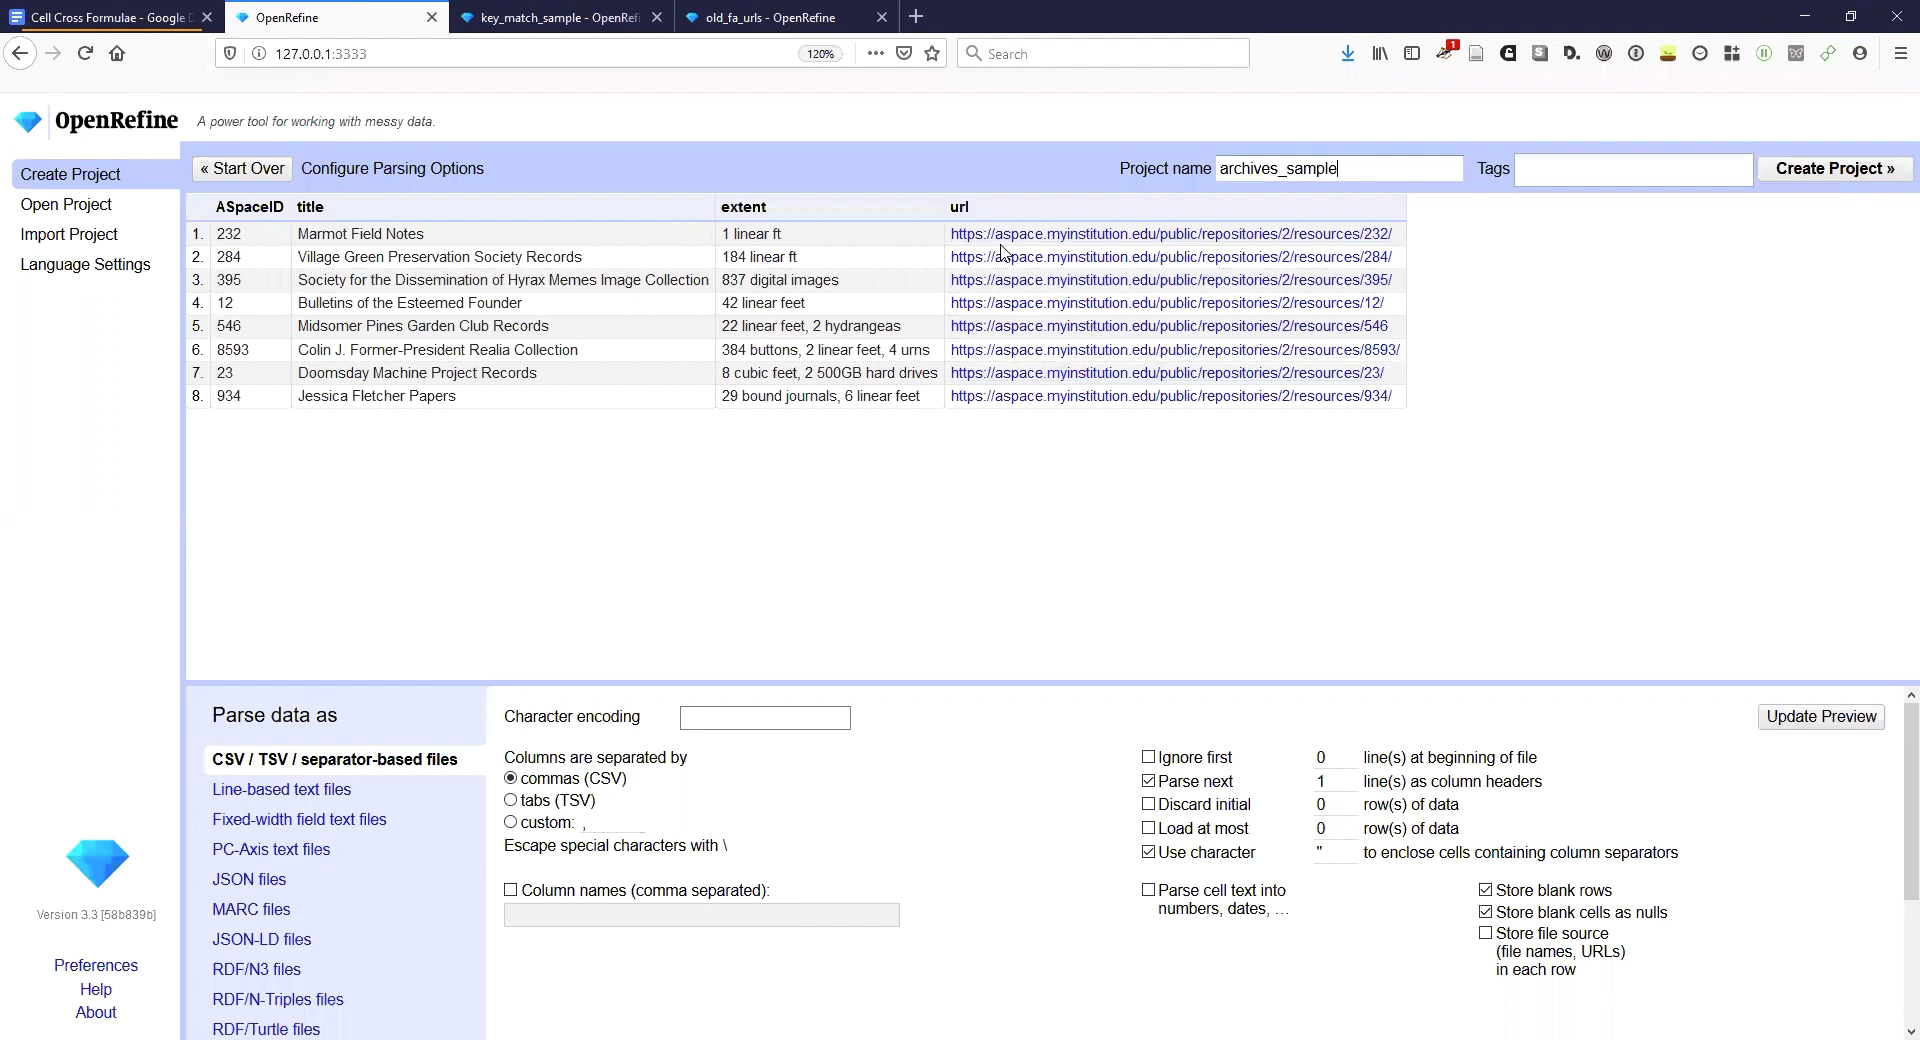 Cell Cross Formulae - Google D
OpenRefine
key_match_sample - OpenRefi
old_fa_urls - OpenRefine
127.0.0.1:3333
120%
Search
1
OpenRefine
A power tool for working with messy data.
Create Project
Open Project
Import Project
Language Settings
« Start Over
Configure Parsing Options
Project name archives_sample
Tags
Create Project »
ASpaceID title extent url
1. 232 Marmot Field Notes 1 linear ft https://aspace.myinstitution.edu/public/repositories/2/resources/232/
2. 284 Village Green Preservation Society Records 184 linear ft https://aspace.myinstitution.edu/public/repositories/2/resources/284/
3. 395 Society for the Dissemination of Hyrax Memes Image Collection 837 digital images https://aspace.myinstitution.edu/public/repositories/2/resources/395/
4. 12 Bulletins of the Esteemed Founder 42 linear feet https://aspace.myinstitution.edu/public/repositories/2/resources/12/
5. 546 Midsomer Pines Garden Club Records 22 linear feet, 2 hydrangeas https://aspace.myinstitution.edu/public/repositories/2/resources/546
6. 8593 Colin J. Former-President Realia Collection 384 buttons, 2 linear feet, 4 urns https://aspace.myinstitution.edu/public/repositories/2/resources/8593/
7. 23 Doomsday Machine Project Records 8 cubic feet, 2 500GB hard drives https://aspace.myinstitution.edu/public/repositories/2/resources/23/
8. 934 Jessica Fletcher Papers 29 bound journals, 6 linear feet https://aspace.myinstitution.edu/public/repositories/2/resources/934/
Parse data as
CSV / TSV / separator-based files
Line-based text files
Fixed-width field text files
PC-Axis text files
JSON files
MARC files
JSON-LD files
RDF/N3 files
RDF/N-Triples files
RDF/Turtle files
Character encoding
Columns are separated by
commas (CSV)
tabs (TSV)
custom: ,
Escape special characters with \
Column names (comma separated):
Update Preview
Ignore first 0 line(s) at beginning of file
Parse next 1 line(s) as column headers
Discard initial 0 row(s) of data
Load at most 0 row(s) of data
Use character " to enclose cells containing column separators
Parse cell text into
numbers, dates, ...
Store blank rows
Store blank cells as nulls
Store file source
(file names, URLs)
in each row
Version 3.3 [58b839b]
Preferences
Help
About